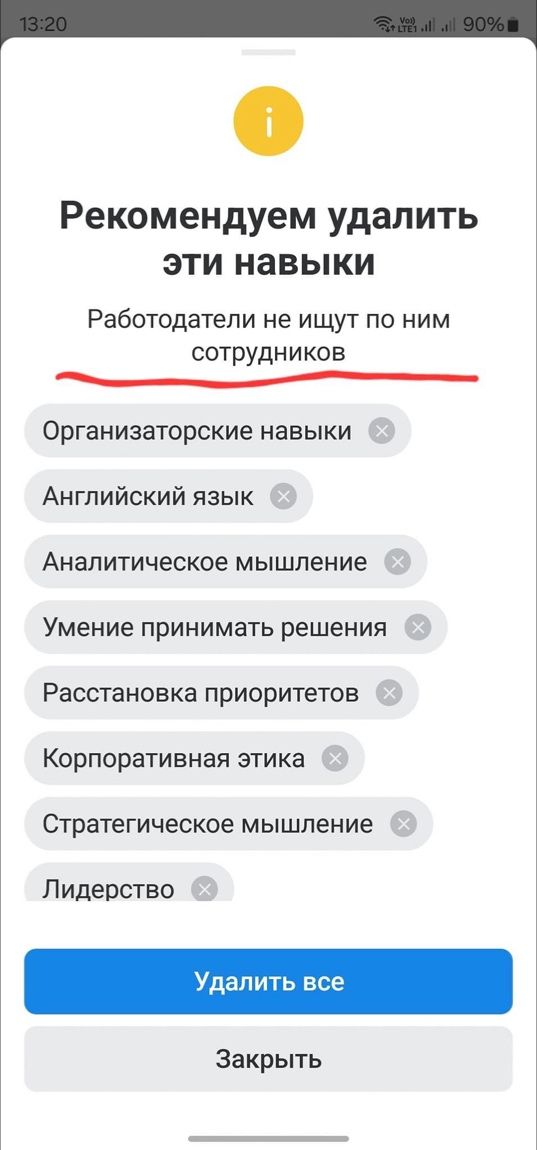 13:20
Vo) LTE1 90%
i
Рекомендуем удалить
эти навыки
Работодатели не ищут по ним
сотрудников
Организаторские навыки
Английский язык
Аналитическое мышление
Умение принимать решения
Расстановка приоритетов
Корпоративная этика
Стратегическое мышление
Лидерство
Удалить все
Закрыть